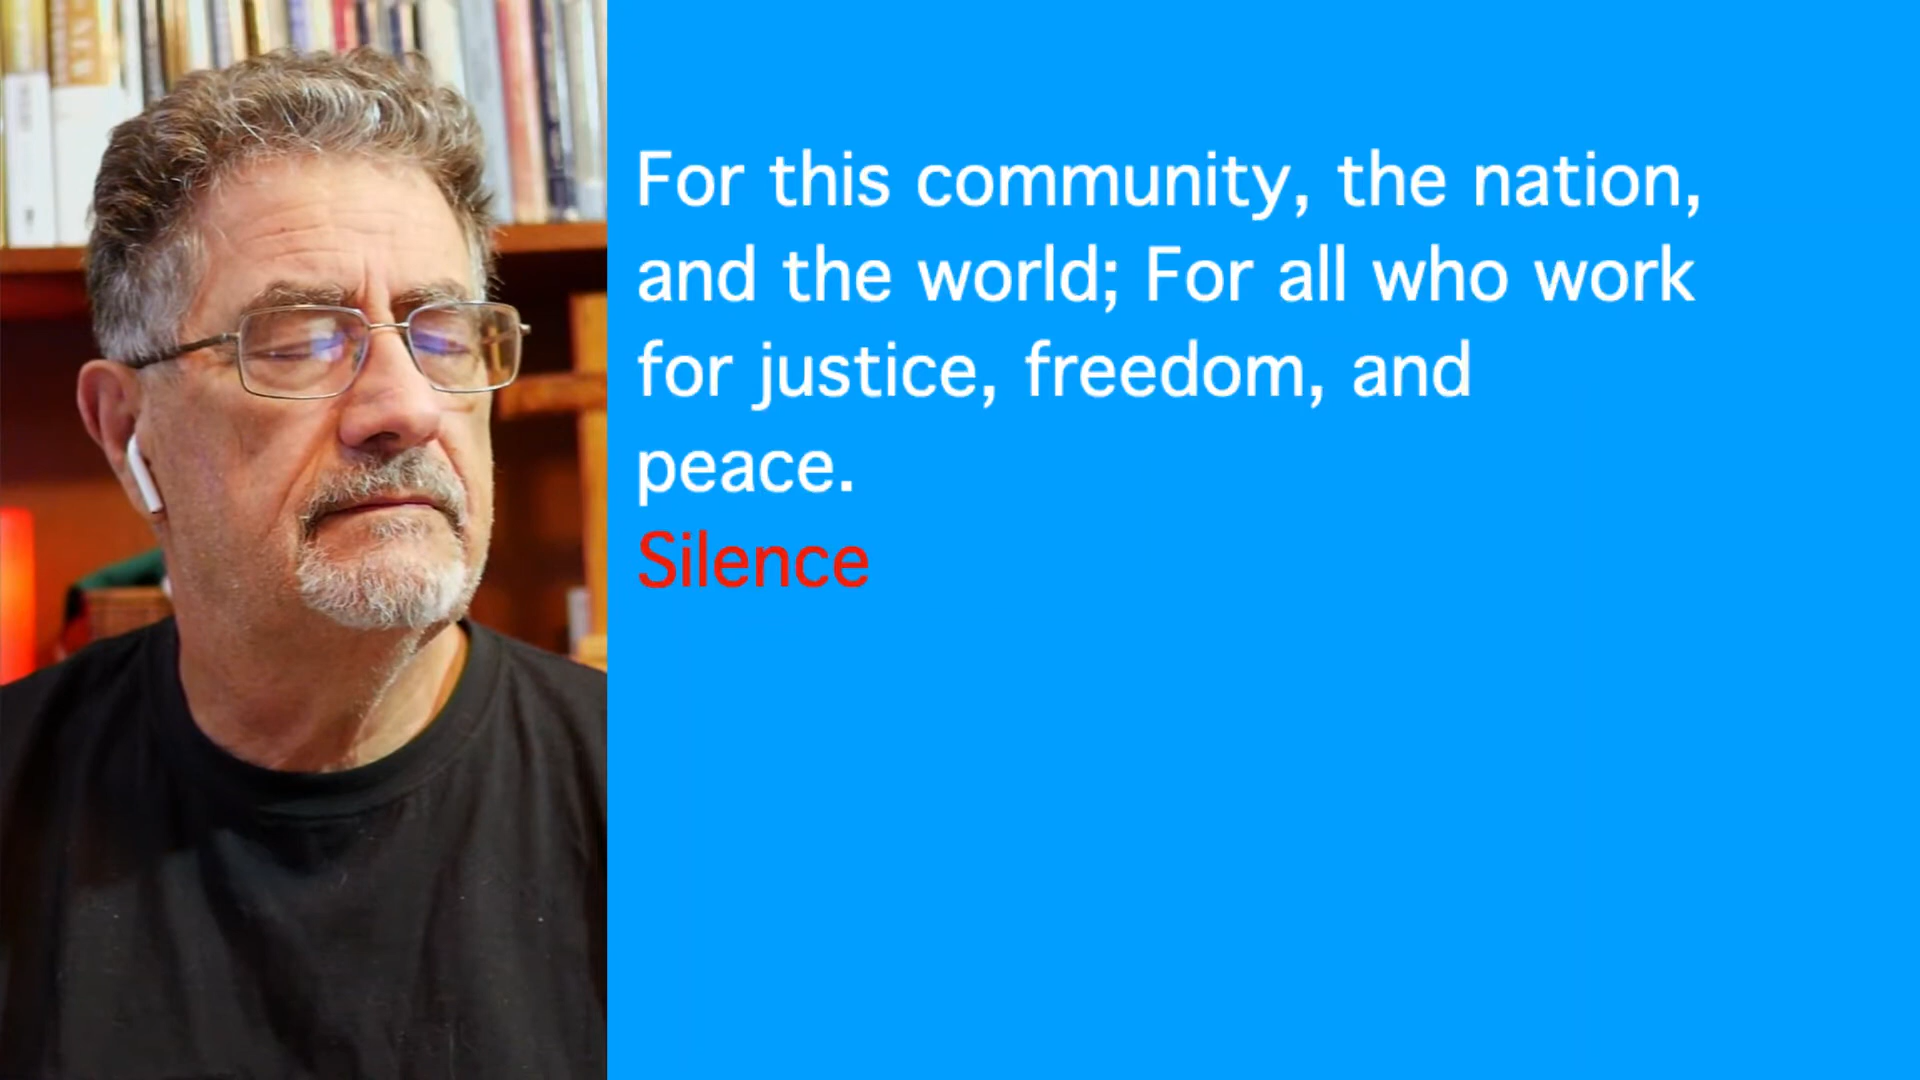 For this community, the nation,
and the world; For all who work
for justice, freedom, and
peace.
Silence